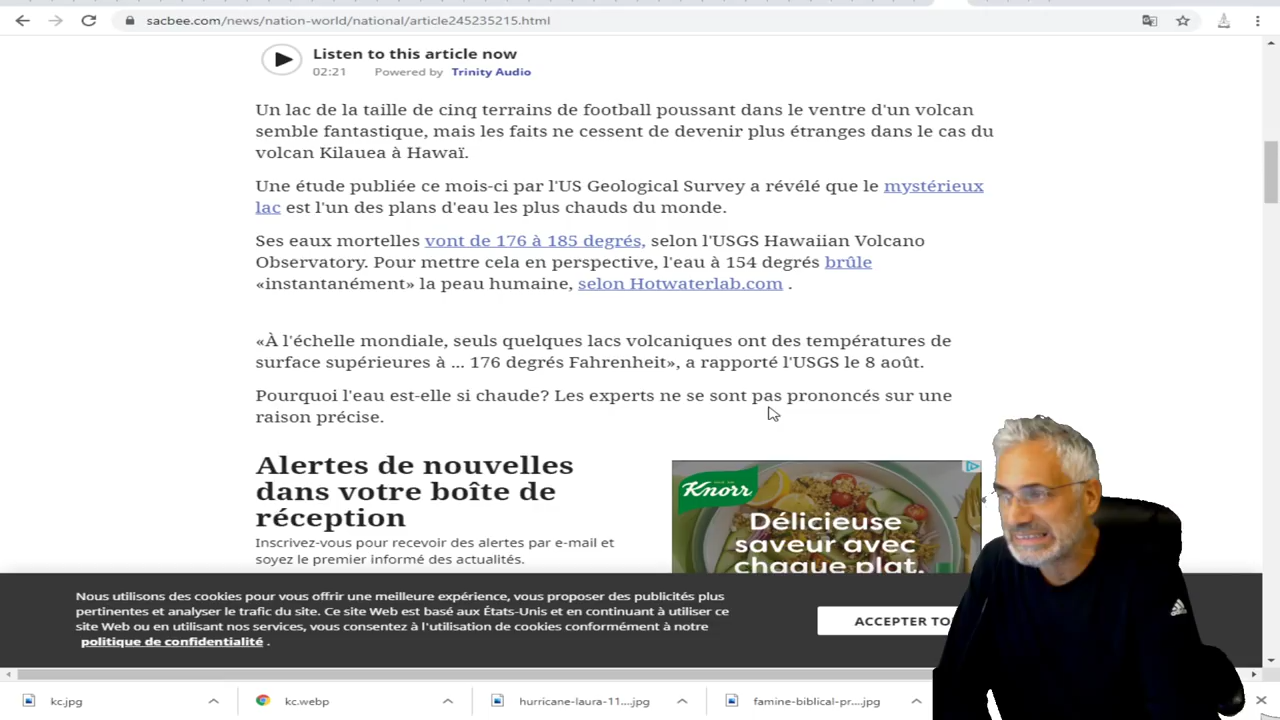 sacbee.com/news/nation-world/national/article245235215.html
Listen to this article now
02:21 Powered by Trinity Audio
Un lac de la taille de cinq terrains de football poussant dans le ventre d'un volcan
semble fantastique, mais les faits ne cessent de devenir plus étranges dans le cas du
volcan Kilauea à Hawaï.
Une étude publiée ce mois-ci par l'US Geological Survey a révélé que le mystérieux
lac est l'un des plans d'eau les plus chauds du monde.
Ses eaux mortelles vont de 176 à 185 degrés, selon l'USGS Hawaiian Volcano
Observatory. Pour mettre cela en perspective, l'eau à 154 degrés brûle
«instantanément» la peau humaine, selon Hotwaterlab.com .
«À l'échelle mondiale, seuls quelques lacs volcaniques ont des températures de
surface supérieures à ... 176 degrés Fahrenheit», a rapporté l'USGS le 8 août.
Pourquoi l'eau est-elle si chaude? Les experts ne se sont pas prononcés sur une
raison précise.
Alertes de nouvelles
dans votre boîte de
réception
Inscrivez-vous pour recevoir des alertes par e-mail et
soyez le premier informé des actualités.
Knorr
Délicieuse
saveur avec
chaque plat.
Nous utilisons des cookies pour vous offrir une meilleure expérience, vous proposer des publicités plus
pertinentes et analyser le trafic du site. Ce site Web est basé aux États-Unis et en continuant à utiliser ce
site Web ou en utilisant nos services, vous consentez à l'utilisation de cookies conformément à notre
politique de confidentialité .
ACCEPTER TO
kc.jpg
kc.webp
hurricane-laura-11....jpg
famine-biblical-pr....jpg